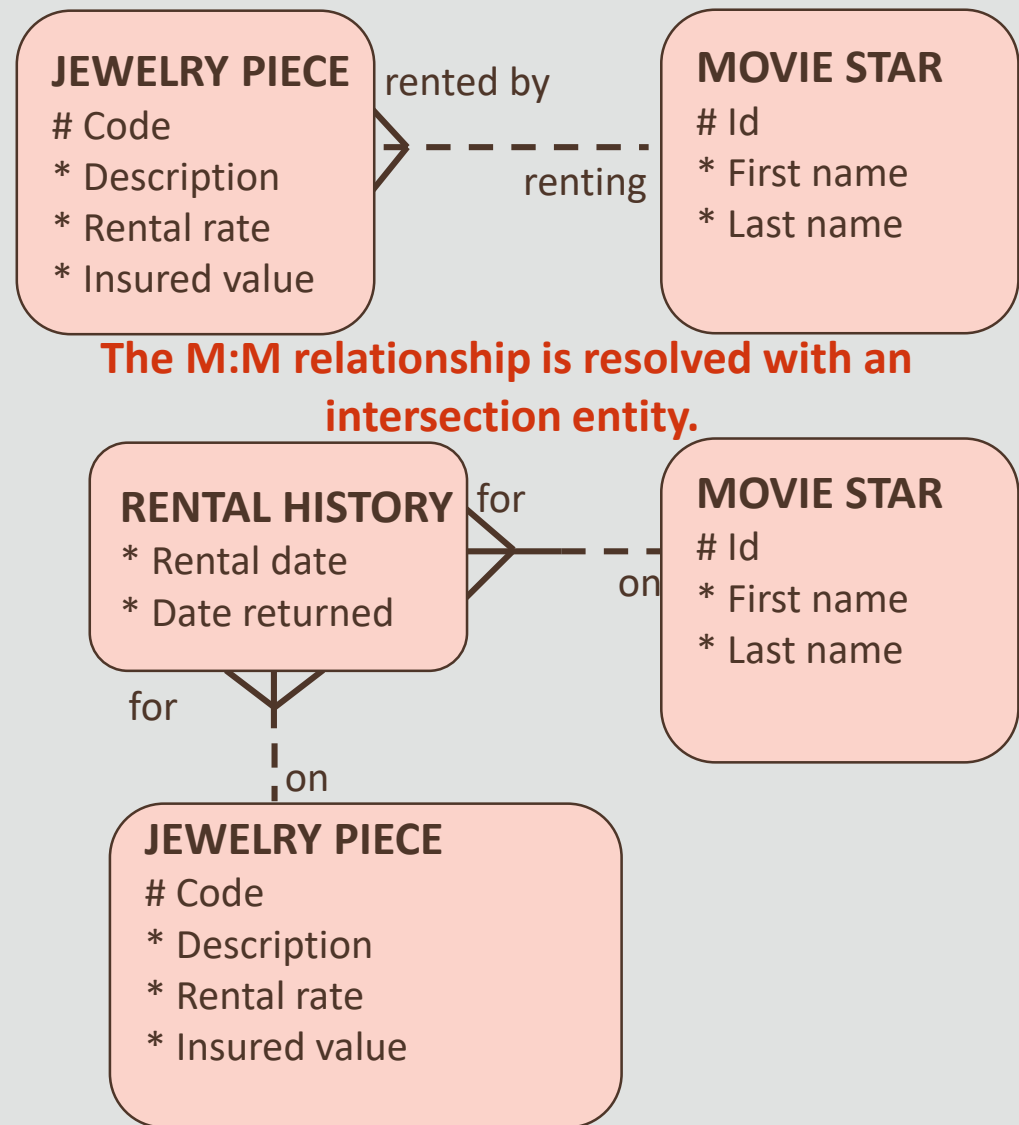 JEWELRY PIECE
# Code
* Description
* Rental rate
* Insured value
rented by
renting
MOVIE STAR
# Id
* First name
* Last name
The M:M relationship is resolved with an
intersection entity.
RENTAL HISTORY
* Rental date
* Date returned
for
on
MOVIE STAR
# Id
* First name
* Last name
for
on
JEWELRY PIECE
# Code
* Description
* Rental rate
* Insured value